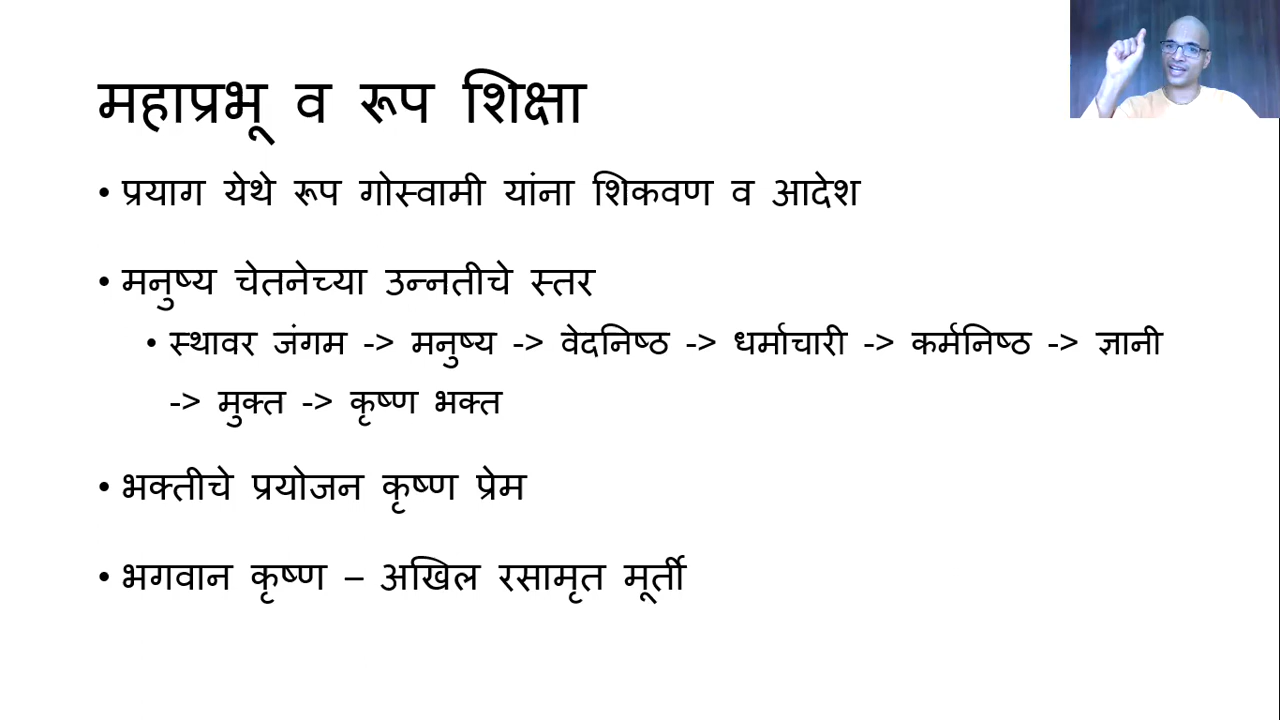 महाप्रभू व रूप शिक्षा
• प्रयाग येथे रूप गोस्वामी यांना शिकवण व आदेश
• मनुष्य चेतनेच्या उन्नतीचे स्तर
• स्थावर जंगम -> मनुष्य -> वेदनिष्ठ -> धर्माचारी -> कर्मनिष्ठ -> ज्ञानी
-> मुक्त -> कृष्ण भक्त
• भक्तीचे प्रयोजन कृष्ण प्रेम
• भगवान कृष्ण – अखिल रसामृत मूर्ती